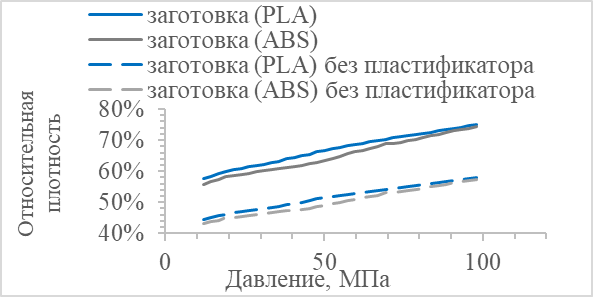 заготовка (PLA)
заготовка (ABS)
заготовка (PLA) без пластификатора
заготовка (ABS) без пластификатора
Относительная
плотность
80%
70%
60%
50%
40%
0
50
100
Давление, МПа